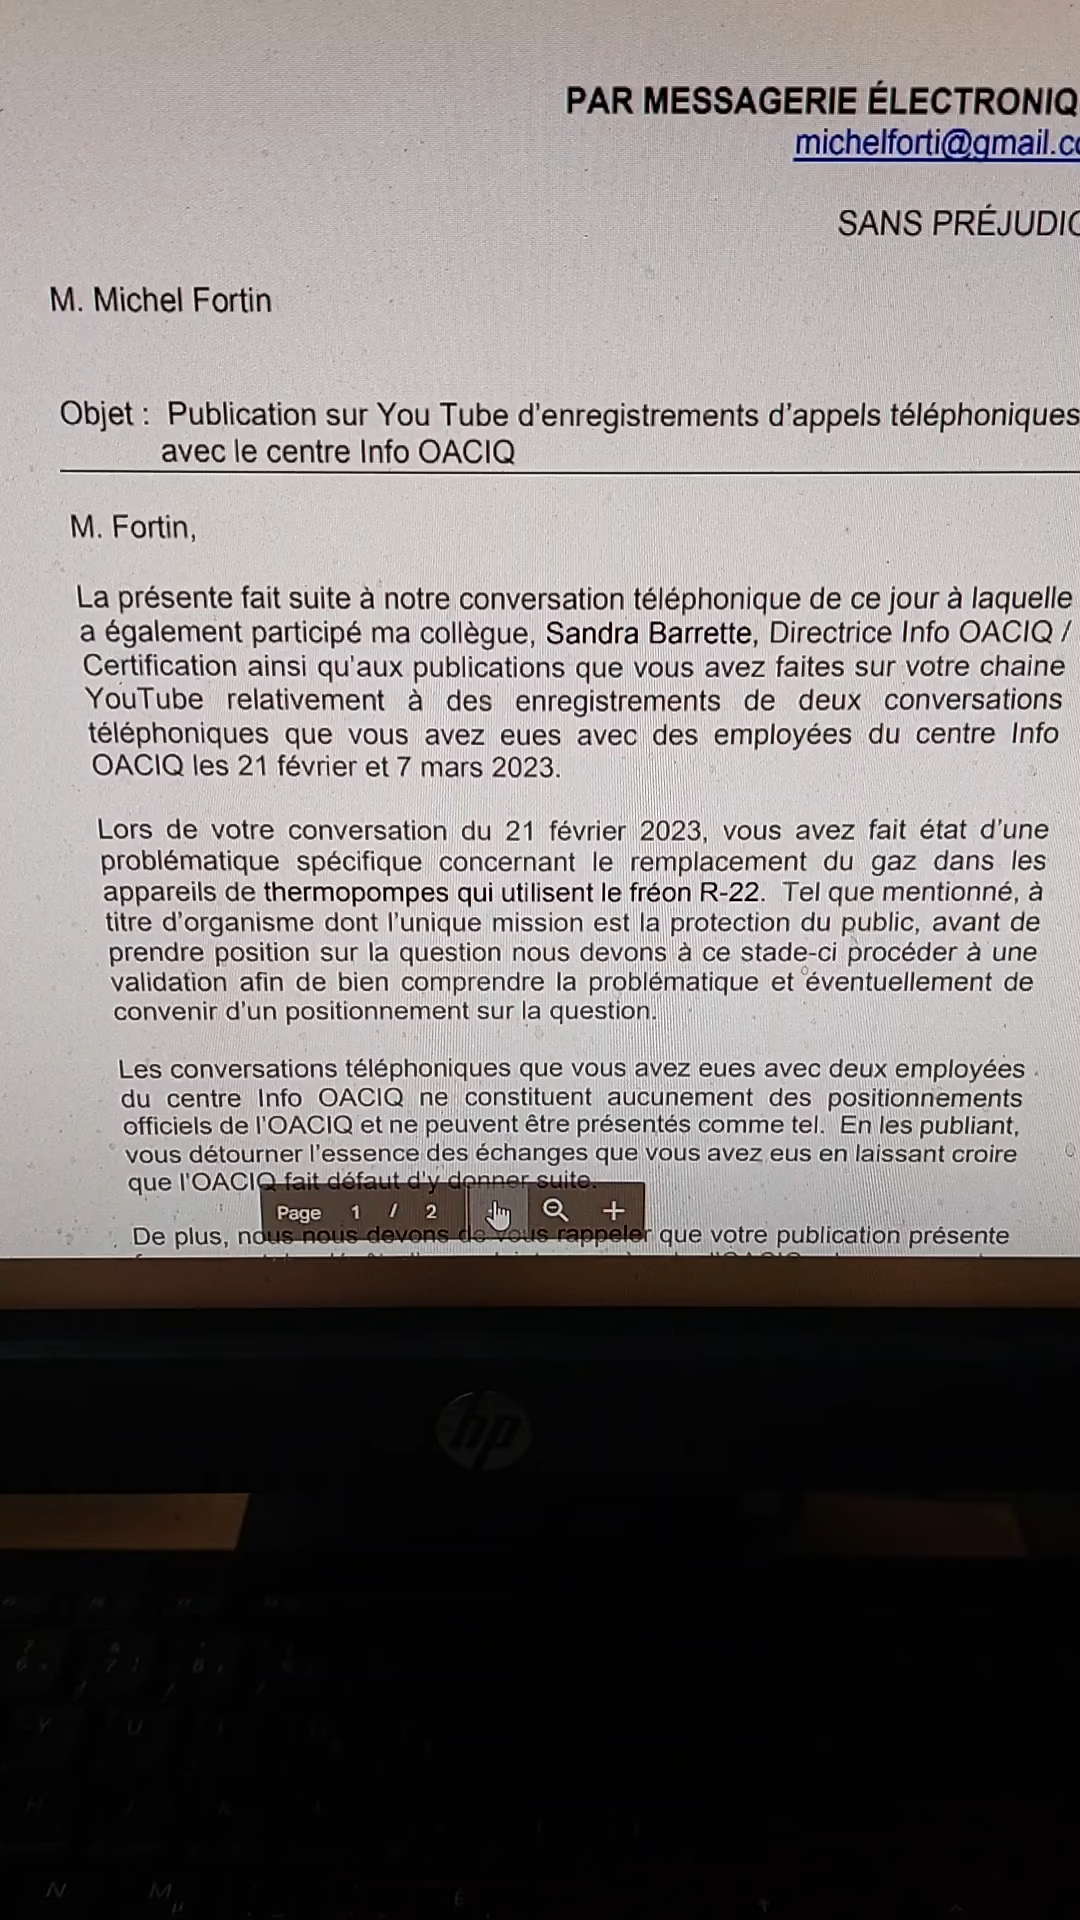 PAR MESSAGERIE ÉLECTRONIQ
michelforti@gmail.co
SANS PRÉJUDIC
M. Michel Fortin
Objet : Publication sur You Tube d'enregistrements d'appels téléphoniques
avec le centre Info OACIQ
M. Fortin,
La présente fait suite à notre conversation téléphonique de ce jour à laquelle
a également participé ma collègue, Sandra Barrette, Directrice Info OACIQ /
Certification ainsi qu'aux publications que vous avez faites sur votre chaine
YouTube relativement à des enregistrements de deux conversations
téléphoniques que vous avez eues avec des employées du centre Info
OACIQ les 21 février et 7 mars 2023.
Lors de votre conversation du 21 février 2023, vous avez fait état d'une
problématique spécifique concernant le remplacement du gaz dans les
appareils de thermopompes qui utilisent le fréon R-22. Tel que mentionné, à
titre d'organisme dont l'unique mission est la protection du public, avant de
prendre position sur la question nous devons à ce stade-ci procéder à une
validation afin de bien comprendre la problématique et éventuellement de
convenir d'un positionnement sur la question.
Les conversations téléphoniques que vous avez eues avec deux employées
du centre Info OACIQ ne constituent aucunement des positionnements
officiels de l'OACIQ et ne peuvent être présentés comme tel. En les publiant,
vous détourner l'essence des échanges que vous avez eus en laissant croire
que l'OACIQ fait défaut d'y donner suite.
Page 1 / 2
De plus, nous nous devons de vous rappeler que votre publication présente
hp
Y U
N M